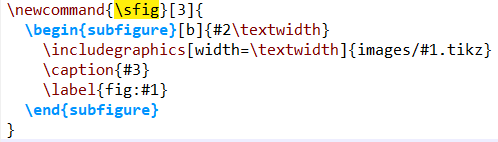 \newcommand{\sfig}[3]{
  \begin{subfigure}[b]{#2\textwidth}
    \includegraphics[width=\textwidth]{images/#1.tikz}
    \caption{#3}
    \label{fig:#1}
  \end{subfigure}
}